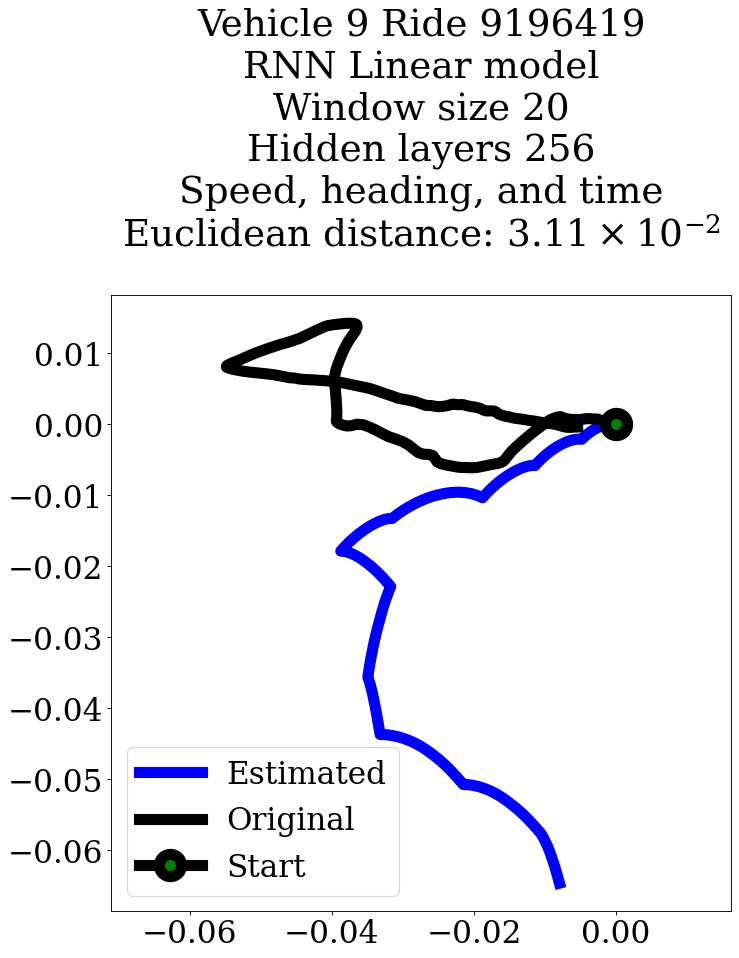 Vehicle 9 Ride 9196419
RNN Linear model
Window size 20
Hidden layers 256
Speed, heading, and time
Euclidean distance: 3.11 × 10⁻²
0.01
0.00
−0.01
−0.02
−0.03
−0.04
−0.05
−0.06
Estimated
Original
Start
−0.06
−0.04
−0.02
0.00